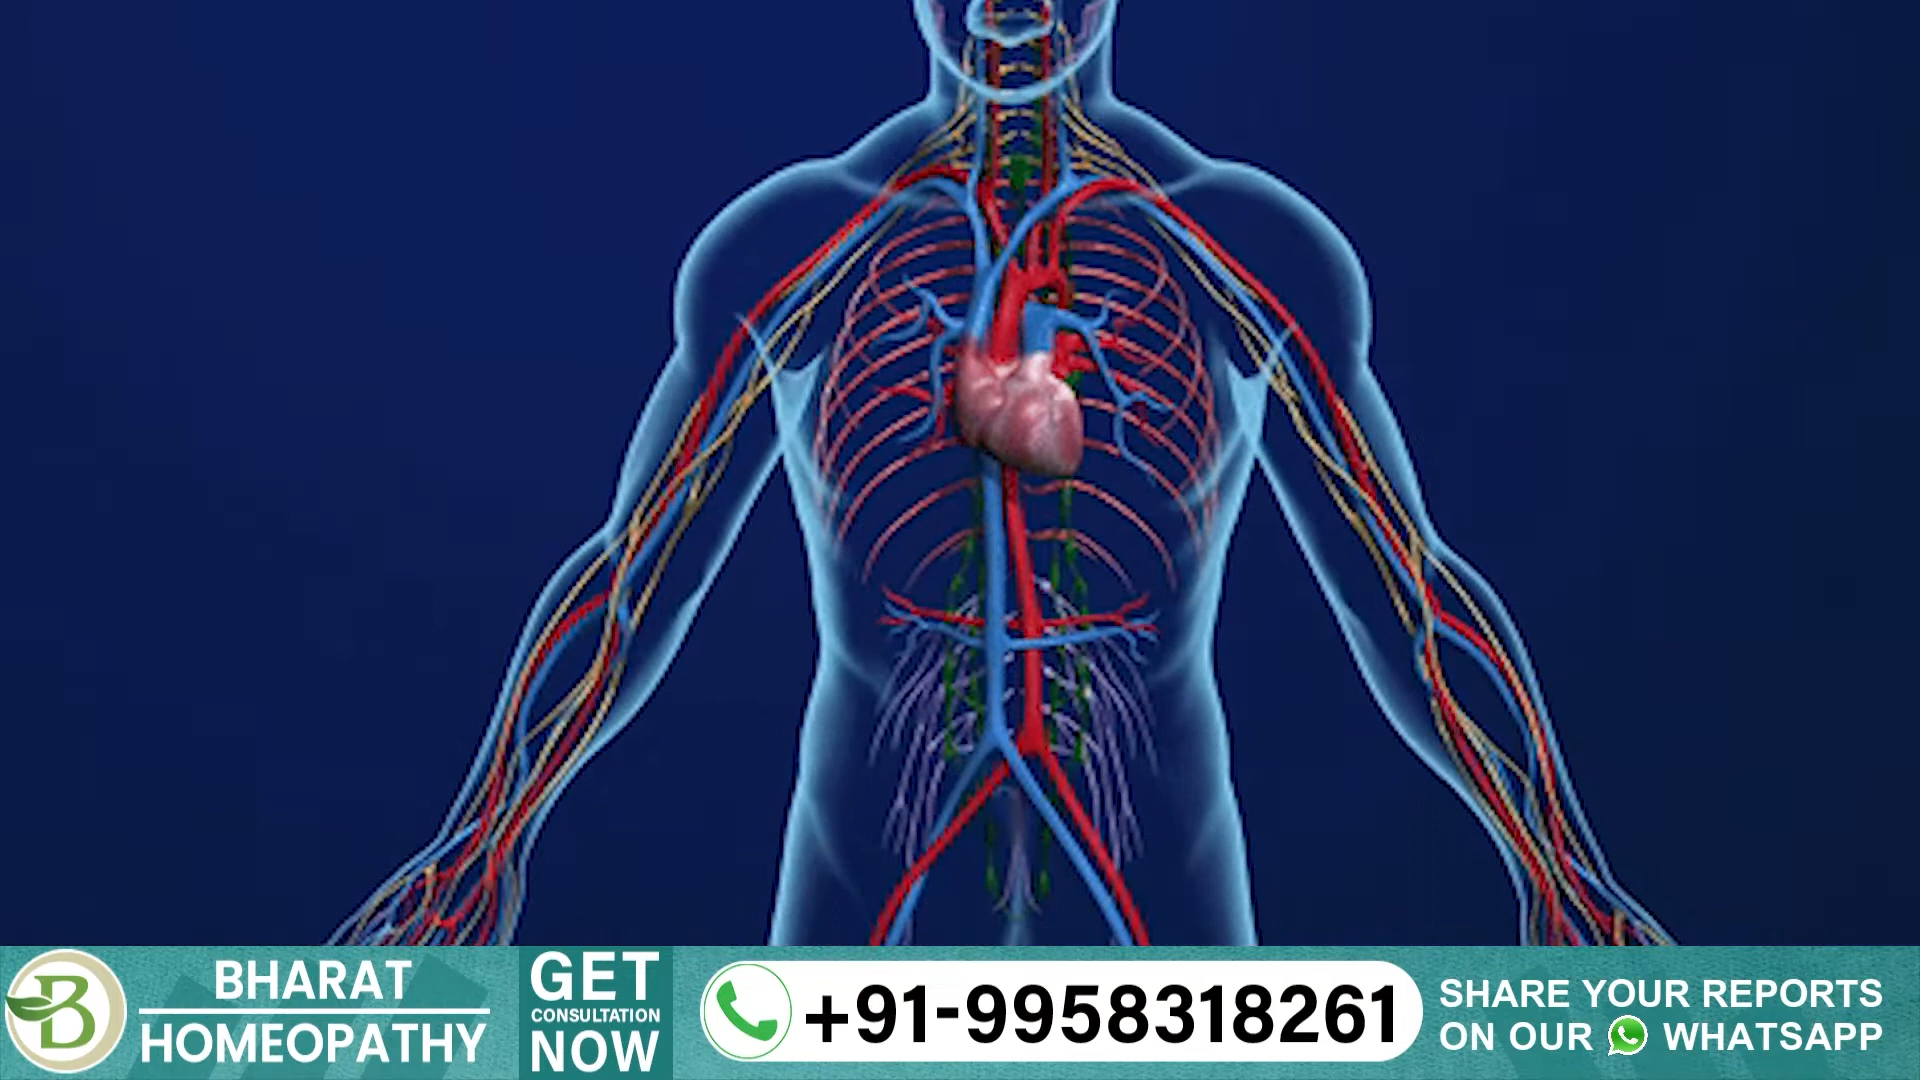 B
BHARAT
HOMEOPATHY
GET
CONSULTATION
NOW
+91-9958318261
SHARE YOUR REPORTS
ON OUR WHATSAPP